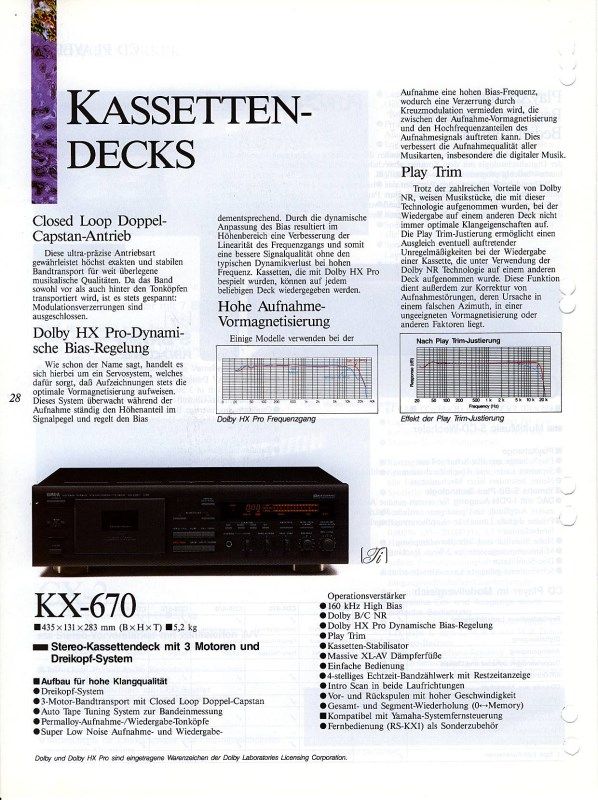 KASSETTEN-
DECKS
Closed Loop Doppel-
Capstan-Antrieb
Diese ultra-präzise Antriebsart
gewährleistet höchst exakten und stabilen
Bandtransport für weit überlegene
musikalische Qualitäten. Da das Band
sowohl vor als auch hinter den Tonköpfen
transportiert wird, ist es stets gespannt:
Modulationsverzerrungen sind
ausgeschlossen.
Dolby HX Pro-Dynami-
sche Bias-Regelung
Wie schon der Name sagt, handelt es
sich hierbei um ein Servosystem, welches
dafür sorgt, daß Aufzeichnungen stets die
optimale Vormagnetisierung aufweisen.
Dieses System überwacht während der
Aufnahme ständig den Höhenanteil im
Signalpegel und regelt den Bias
28
dementsprechend. Durch die dynamische
Anpassung des Bias resultiert im
Höhenbereich eine Verbesserung der
Linearität des Frequenzgangs und somit
eine bessere Signalqualität ohne den
typischen Dynamikverlust bei hohen
Frequenz. Kassetten, die mit Dolby HX Pro
bespielt wurden, können auf jedem
beliebigen Deck wiedergegeben werden.
Hohe Aufnahme-
Vormagnetisierung
Einige Modelle verwenden bei der
Dolby HX Pro Frequenzgang
Aufnahme eine hohen Bias-Frequenz,
wodurch eine Verzerrung durch
Kreuzmodulation vermieden wird, die
zwischen der Aufnahme-Vormagnetisierung
und den Hochfrequenzanteilen des
Aufnahmesignals auftreten kann. Dies
verbessert die Aufnahmequalität aller
Musikarten, insbesondere die digitaler Musik.
Play Trim
Trotz der zahlreichen Vorteile von Dolby
NR, weisen Musikstücke, die mit dieser
Technologie aufgenommen wurden, bei der
Wiedergabe auf einem anderen Deck nicht
immer optimale Klangeigenschaften auf.
Die Play Trim-Justierung ermöglicht einen
Ausgleich eventuell auftretender
Unregelmäßigkeiten bei der Wiedergabe
einer Kassette, die unter Verwendung der
Dolby NR Technologie auf einem anderen
Deck aufgenommen wurde. Diese Funktion
dient außerdem zur Korrektur von
Aufnahmestörungen, deren Ursache in
einem falschen Azimuth, in einer
ungeeigneten Vormagnetisierung oder
anderen Faktoren liegt.
Nach Play Trim-Justierung
Response (dB)
20 50 100 200 500 1 k 2 k 5 k 10 k 20 k
Frequency (Hz)
Effekt der Play Trim-Justierung
YAMAHA
Ti
KX-670
■435×131×283 mm (B×H×T) ■5,2 kg
Stereo-Kassettendeck mit 3 Motoren und
Dreikopf-System
■Aufbau für hohe Klangqualität
●Dreikopf-System
●3-Motor-Bandtransport mit Closed Loop Doppel-Capstan
●Auto Tape Tuning System zur Bandeinmessung
●Permalloy-Aufnahme-/Wiedergabe-Tonköpfe
●Super Low Noise Aufnahme- und Wiedergabe-
Operationsverstärker
●160 kHz High Bias
●Dolby B/C NR
●Dolby HX Pro Dynamische Bias-Regelung
●Play Trim
●Kassetten-Stabilisator
●Massive XL-AV Dämpferfüße
●Einfache Bedienung
●4-stelliges Echtzeit-Bandzählwerk mit Restzeitanzeige
●Intro Scan in beide Laufrichtungen
●Vor- und Rückspulen mit hoher Geschwindigkeit
●Gesamt- und Segment-Wiederholung (0↔Memory)
■Kompatibel mit Yamaha-Systemfernsteuerung
●Fernbedienung (RS-KX1) als Sonderzubehör
Dolby und Dolby HX Pro sind eingetragene Warenzeichen der Dolby Laboratories Licensing Corporation.